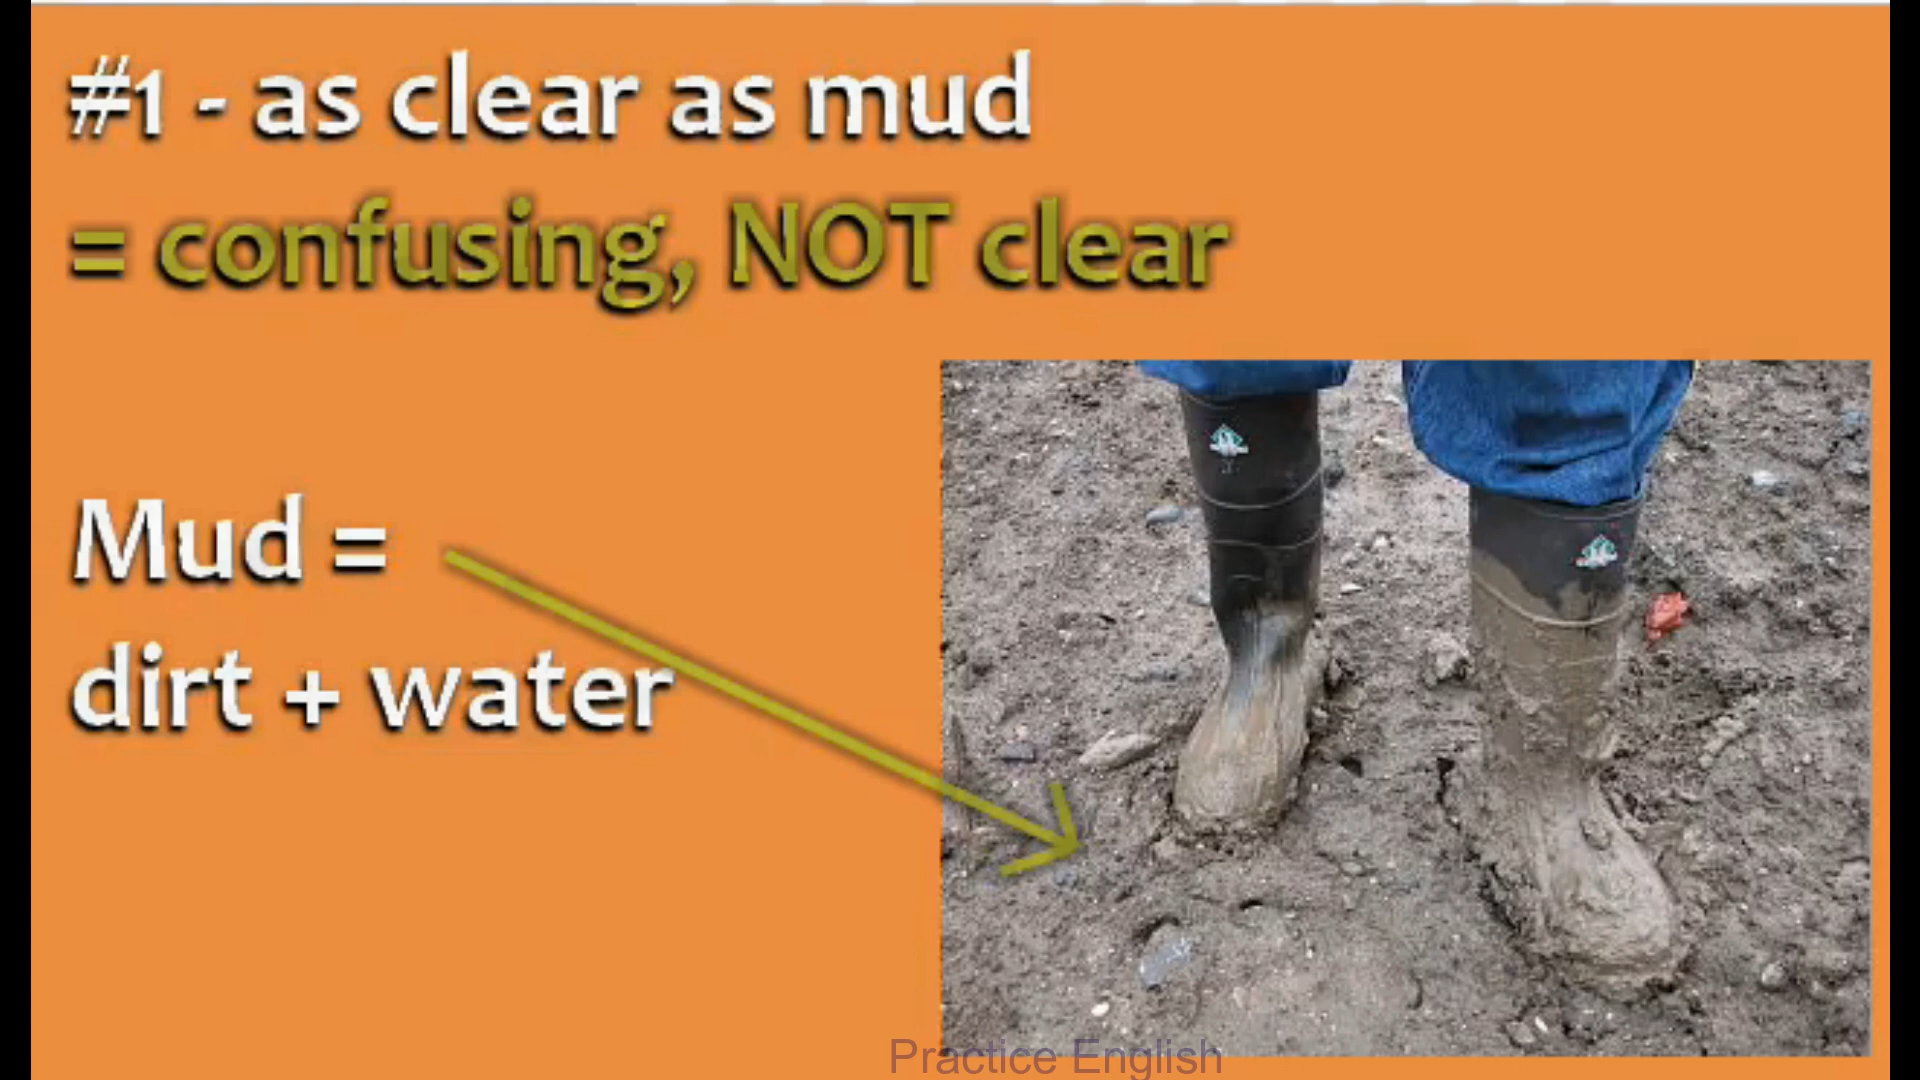 #1 - as clear as mud
= confusing, NOT clear
Mud =
dirt + water
Practice English